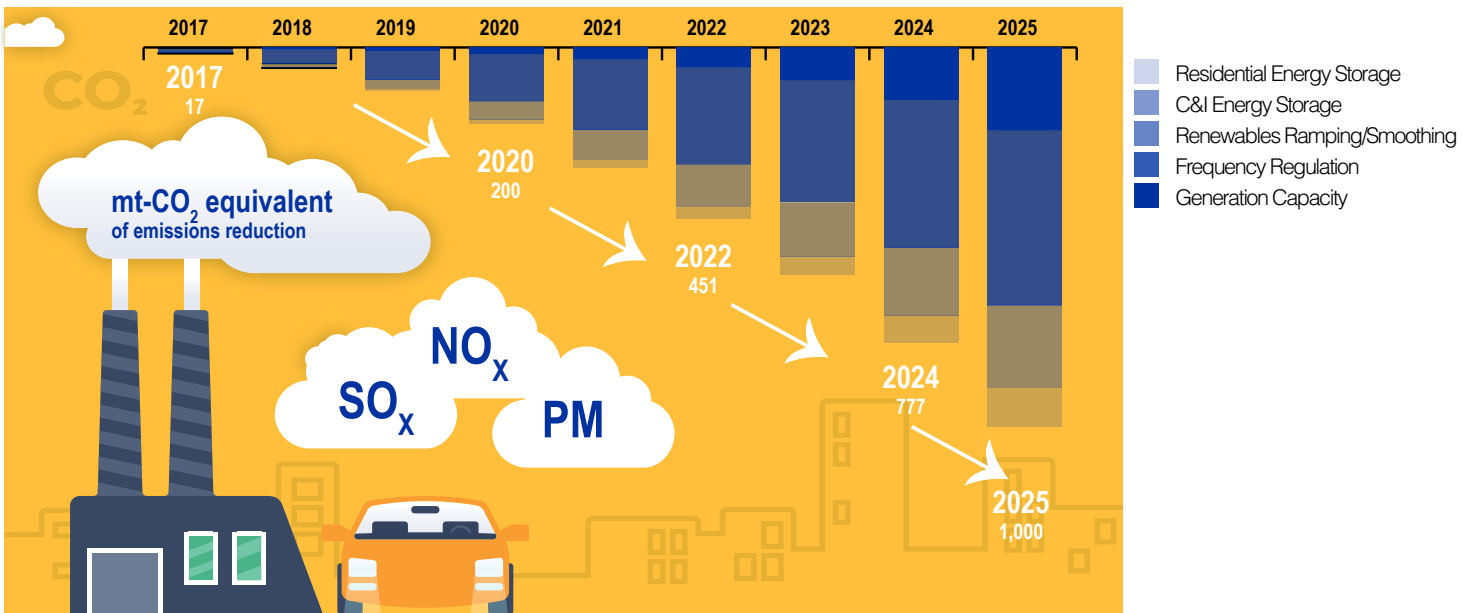 2017 2018 2019 2020 2021 2022 2023 2024 2025
CO2
2017
17
2020
200
2022
451
2024
777
2025
1,000
mt-CO2 equivalent
of emissions reduction
NOX
SOX
PM
Residential Energy Storage
C&I Energy Storage
Renewables Ramping/Smoothing
Frequency Regulation
Generation Capacity